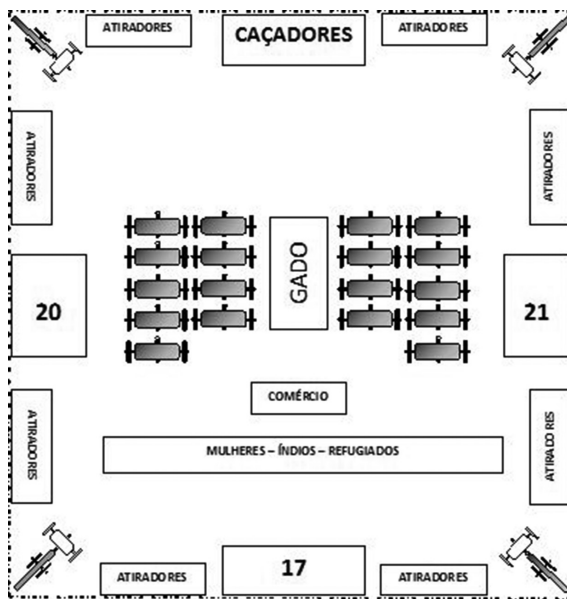 ATIRADORES
CAÇADORES
ATIRADORES
ATIRADORES
ATIRADORES
GADO
20
21
COMÉRCIO
ATIRADORES
ATIRADORES
MULHERES – ÍNDIOS – REFUGIADOS
ATIRADORES
17
ATIRADORES